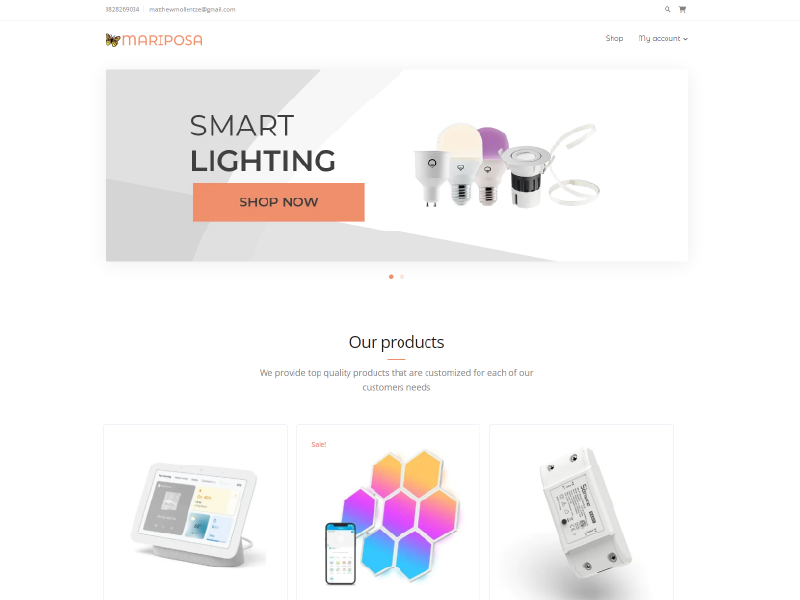 3828269034
matthewmollentze@gmail.com
MARIPOSA
Shop
My account
SMART
LIGHTING
SHOP NOW
Our products
We provide top quality products that are customized for each of our
customers needs
Sale!